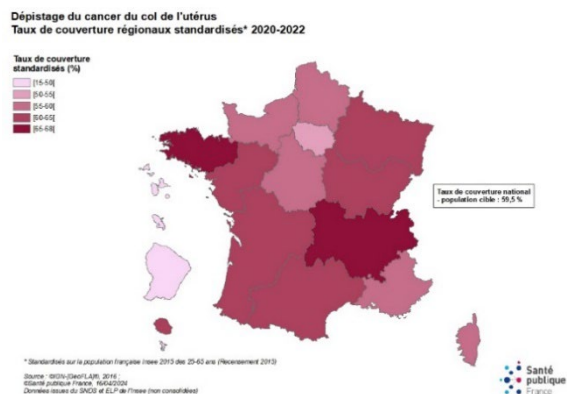 Dépistage du cancer du col de l'utérus
Taux de couverture régionaux standardisés* 2020-2022
Taux de couverture
standardisés (%)
[15-50[
[50-55[
[55-60[
[60-65[
[65-68]
Taux de couverture national
- population cible : 59,5 %
* Standardisés sur la population française Insee 2015 des 25-65 ans (Recensement 2015)
Source : ©IGN-[GeoFLA®], 2016 ;
©Santé publique France, 16/04/2024
Données issues du SNDS et ELP de l'Insee (non consolidées)
Santé
publique
France